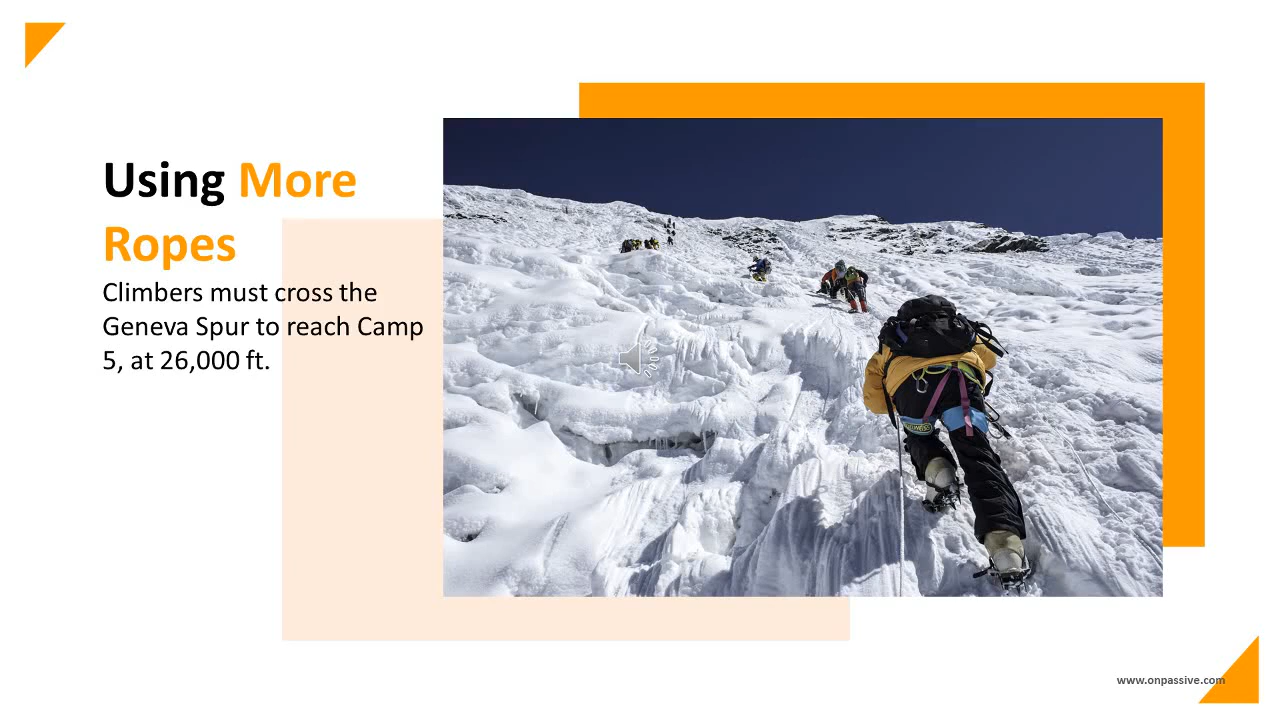 Using More
Ropes
Climbers must cross the
Geneva Spur to reach Camp
5, at 26,000 ft.
www.onpassive.com